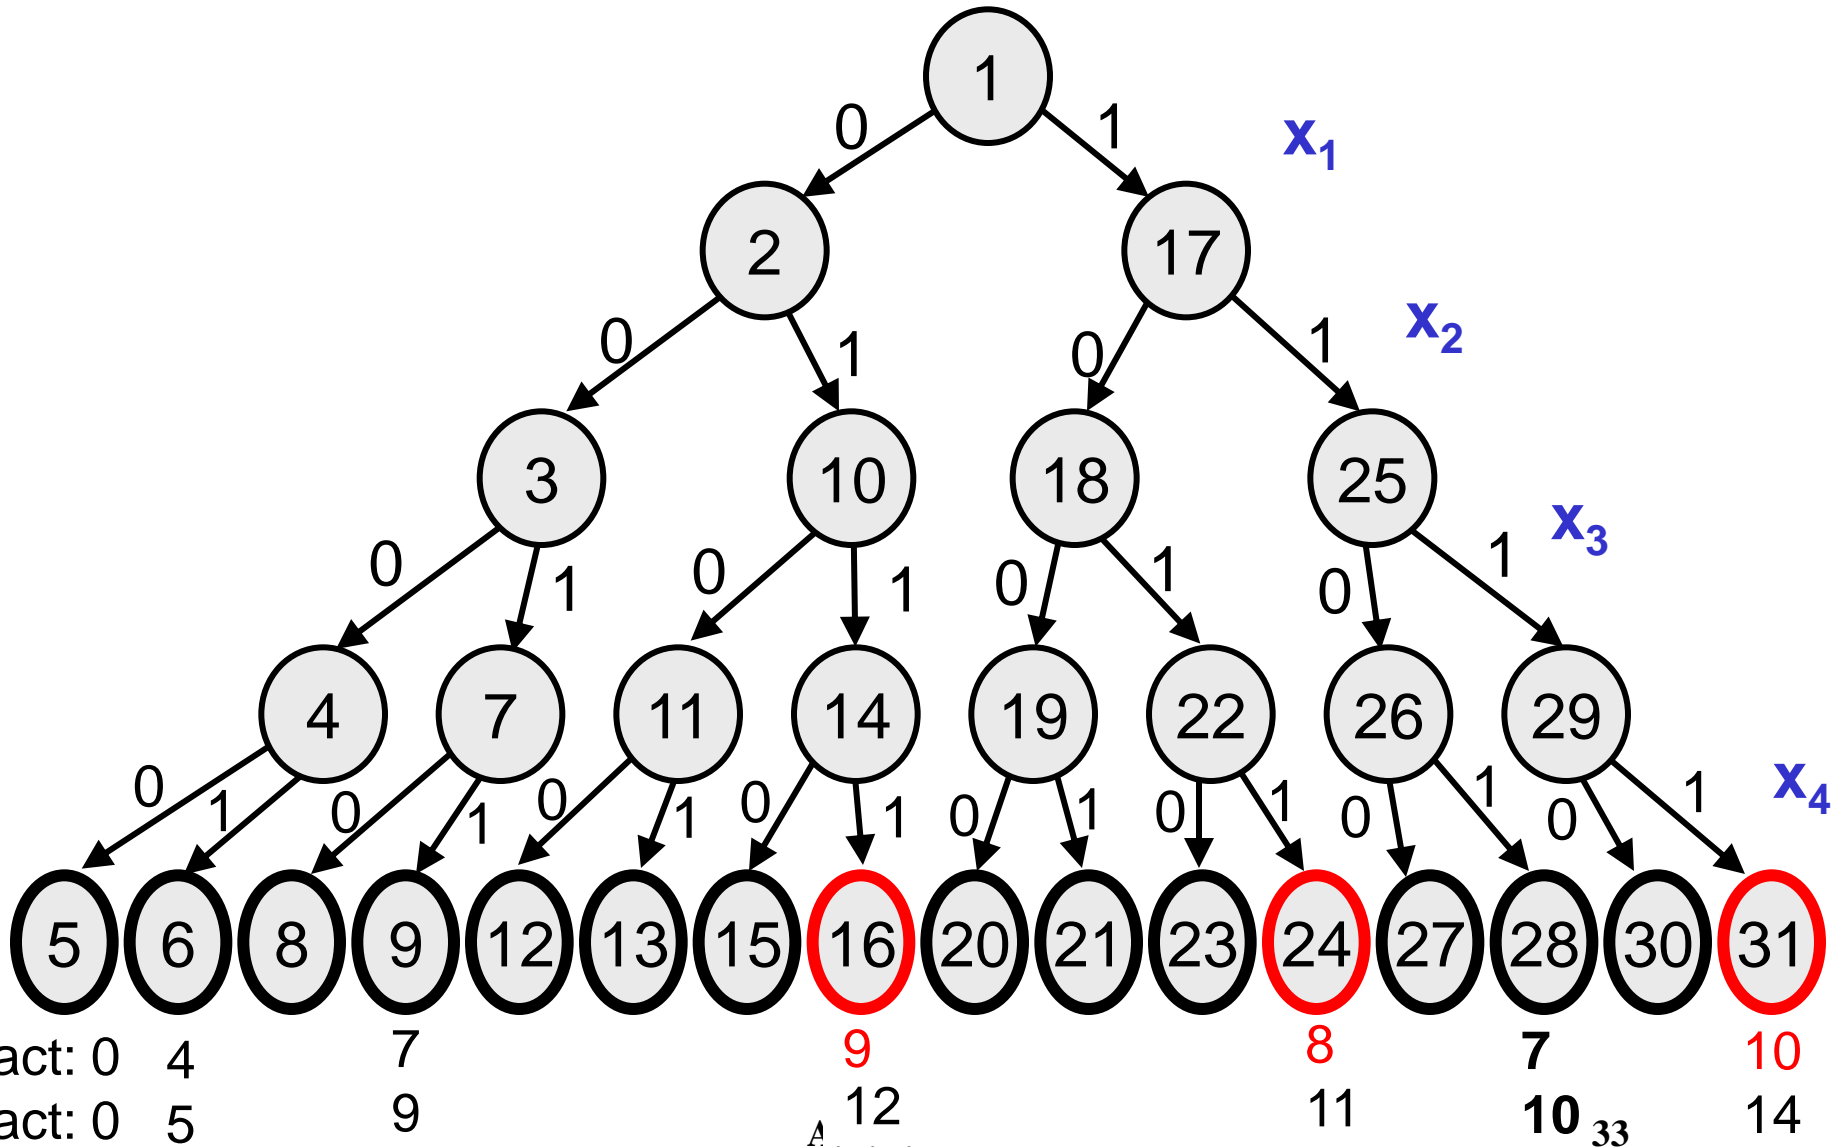 1
0 1 x1
2 17
0 1 0 1 x2
3 10 18 25
0 1 0 1 0 1 0 1 x3
4 7 11 14 19 22 26 29
0 1 0 1 0 1 0 1 0 1 0 1 0 1 0 1 x4
5 6 8 9 12 13 15 16 20 21 23 24 27 28 30 31
act: 0 4 7 9 8 7 10
act: 0 5 9 12 11 10 14
33